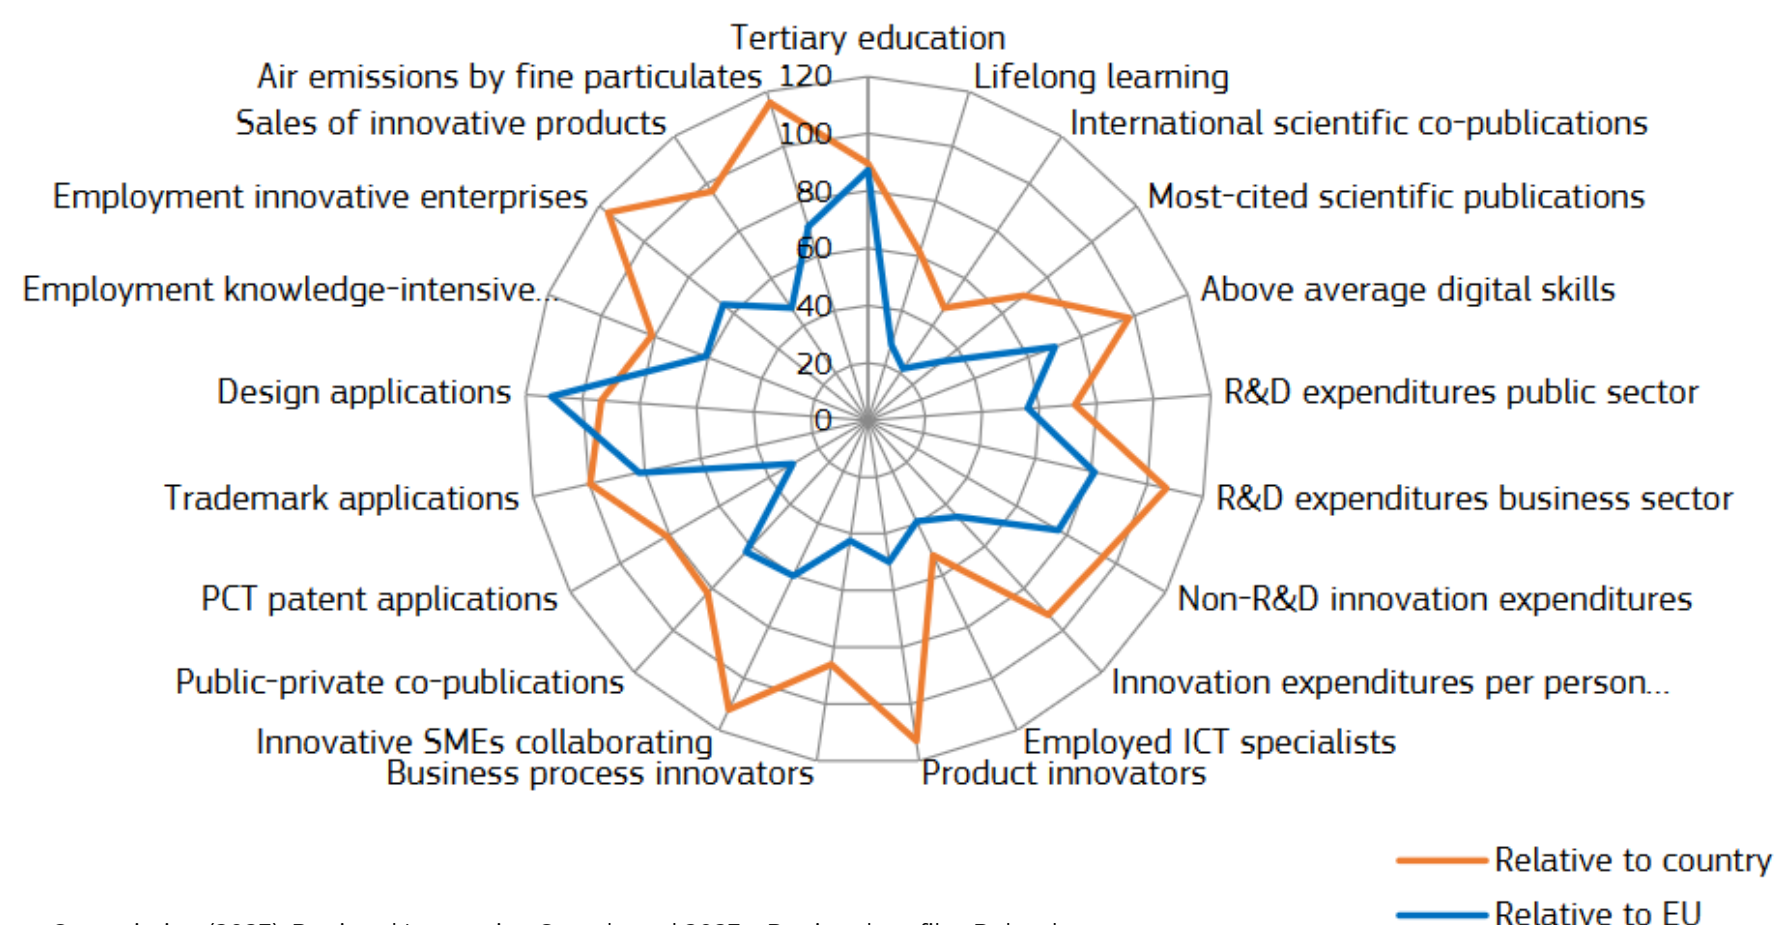 Tertiary education
Air emissions by fine particulates
120
Lifelong learning
Sales of innovative products
100
International scientific co-publications
Employment innovative enterprises
80
Most-cited scientific publications
60
Employment knowledge-intensive...
40
Above average digital skills
20
Design applications
0
R&D expenditures public sector
Trademark applications
R&D expenditures business sector
PCT patent applications
Non-R&D innovation expenditures
Public-private co-publications
Innovation expenditures per person...
Innovative SMEs collaborating
Employed ICT specialists
Business process innovators
Product innovators
Relative to country
Relative to EU